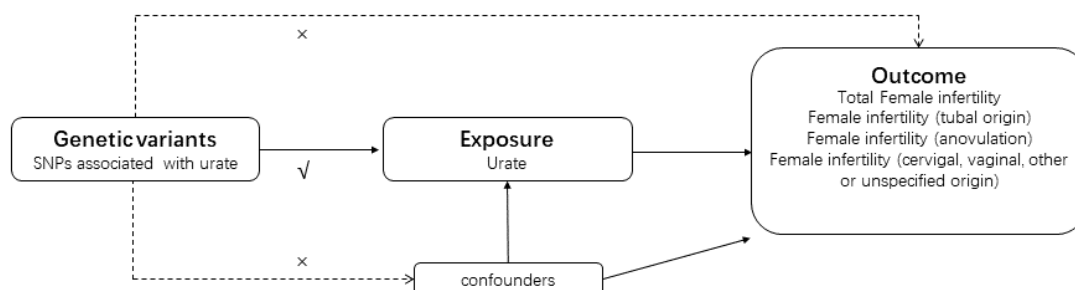 ×
Outcome
Total Female infertility
Female infertility (tubal origin)
Female infertility (anovulation)
Female infertility (cervigal, vaginal, other
or unspecified origin)
Genetic variants
SNPs associated with urate
√
Exposure
Urate
×
confounders